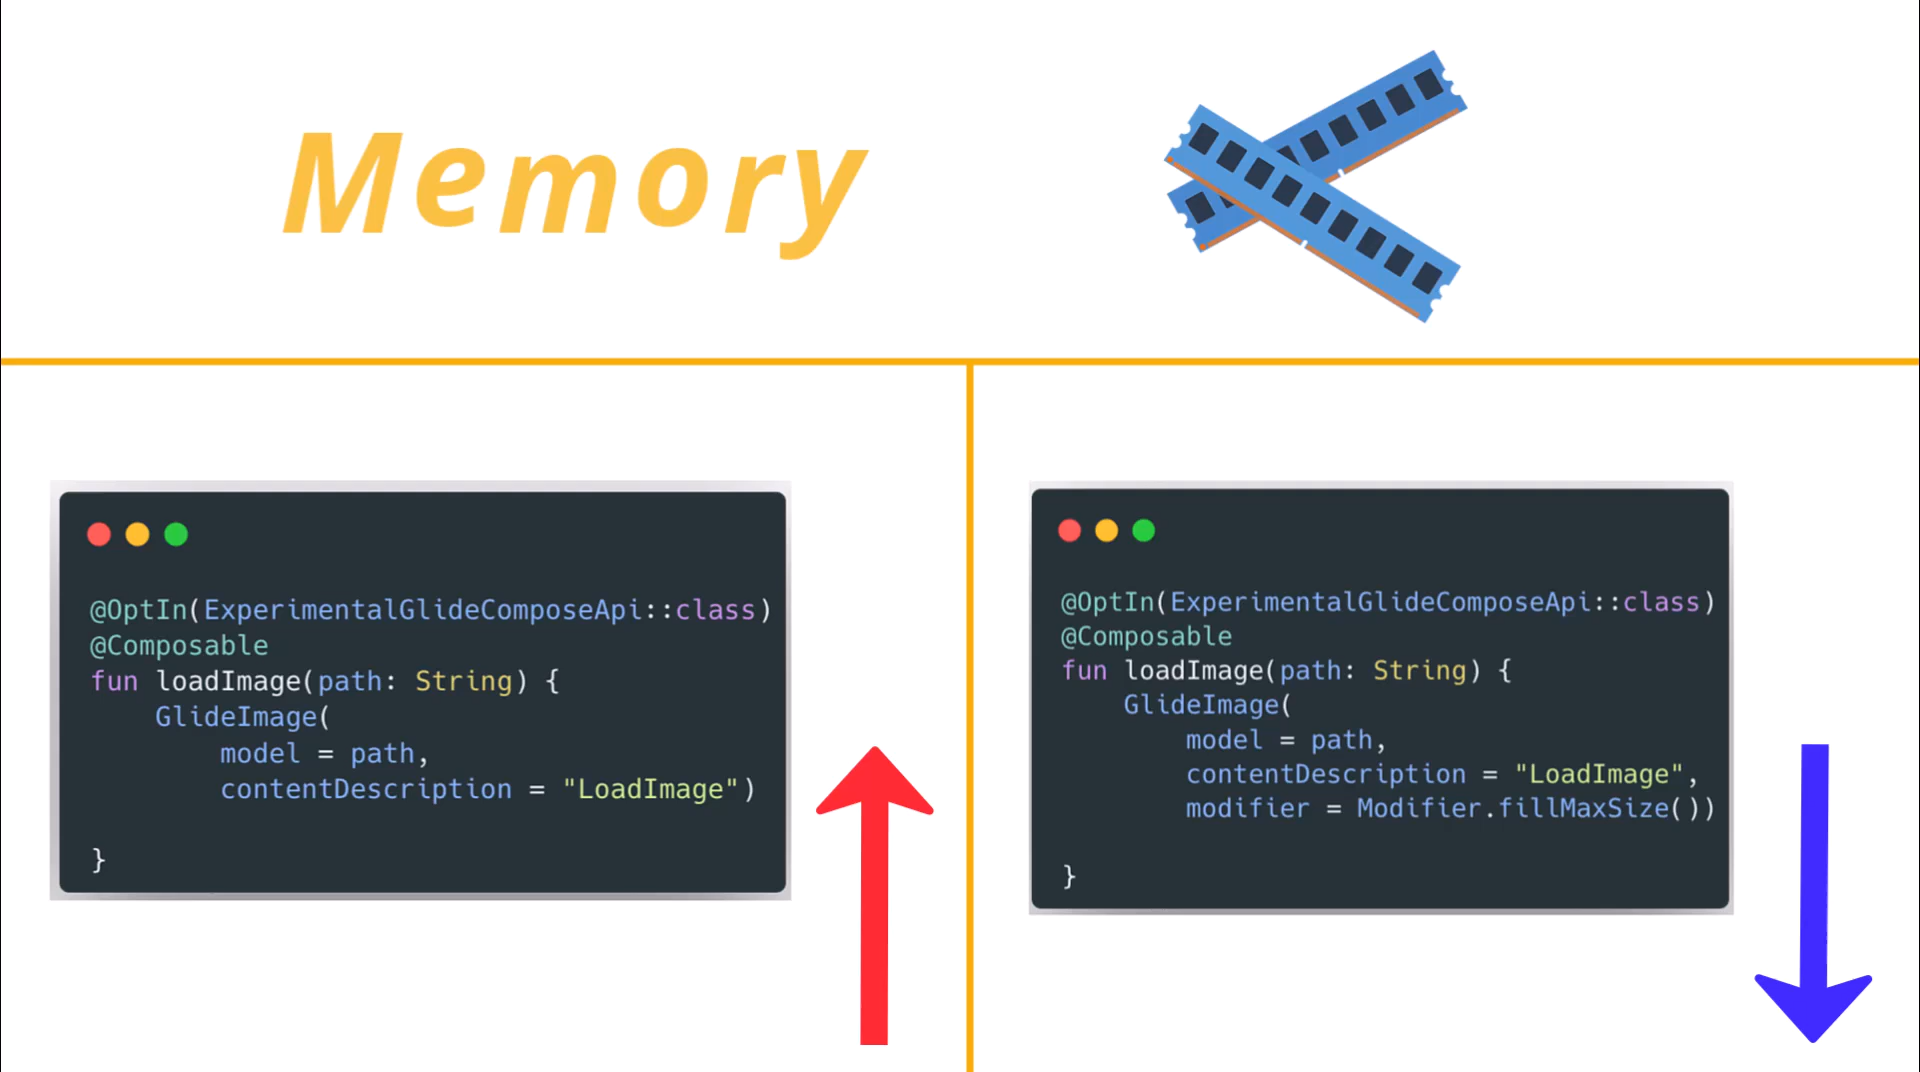 Memory
@OptIn(ExperimentalGlideComposeApi::class)
@Composable
fun loadImage(path: String) {
    GlideImage(
        model = path,
        contentDescription = "LoadImage")
}
@OptIn(ExperimentalGlideComposeApi::class)
@Composable
fun loadImage(path: String) {
    GlideImage(
        model = path,
        contentDescription = "LoadImage",
        modifier = Modifier.fillMaxSize())
}